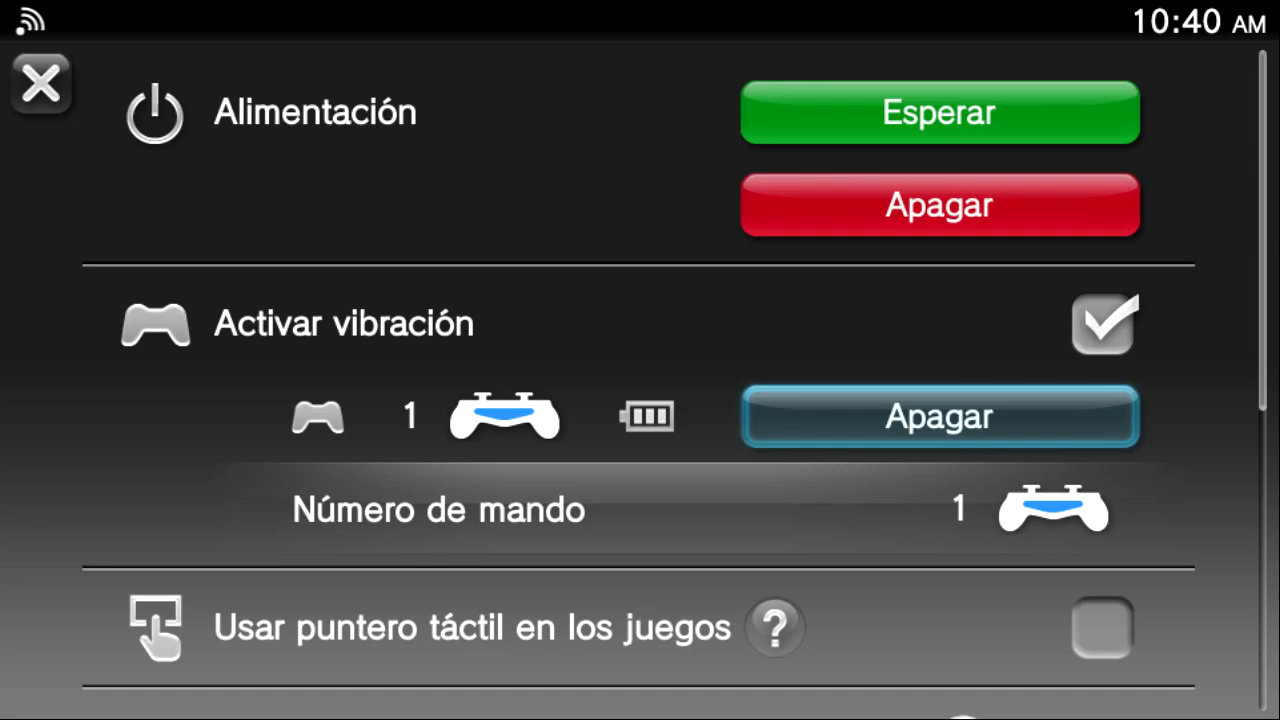 10:40 AM
Alimentación
Esperar
Apagar
Activar vibración
1
Apagar
Número de mando
1
Usar puntero táctil en los juegos ?